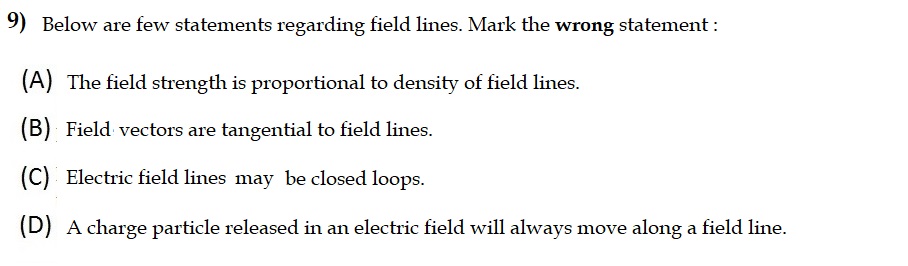 9) Below are few statements regarding field lines. Mark the wrong statement :
(A) The field strength is proportional to density of field lines.
(B) Field vectors are tangential to field lines.
(C) Electric field lines may be closed loops.
(D) A charge particle released in an electric field will always move along a field line.